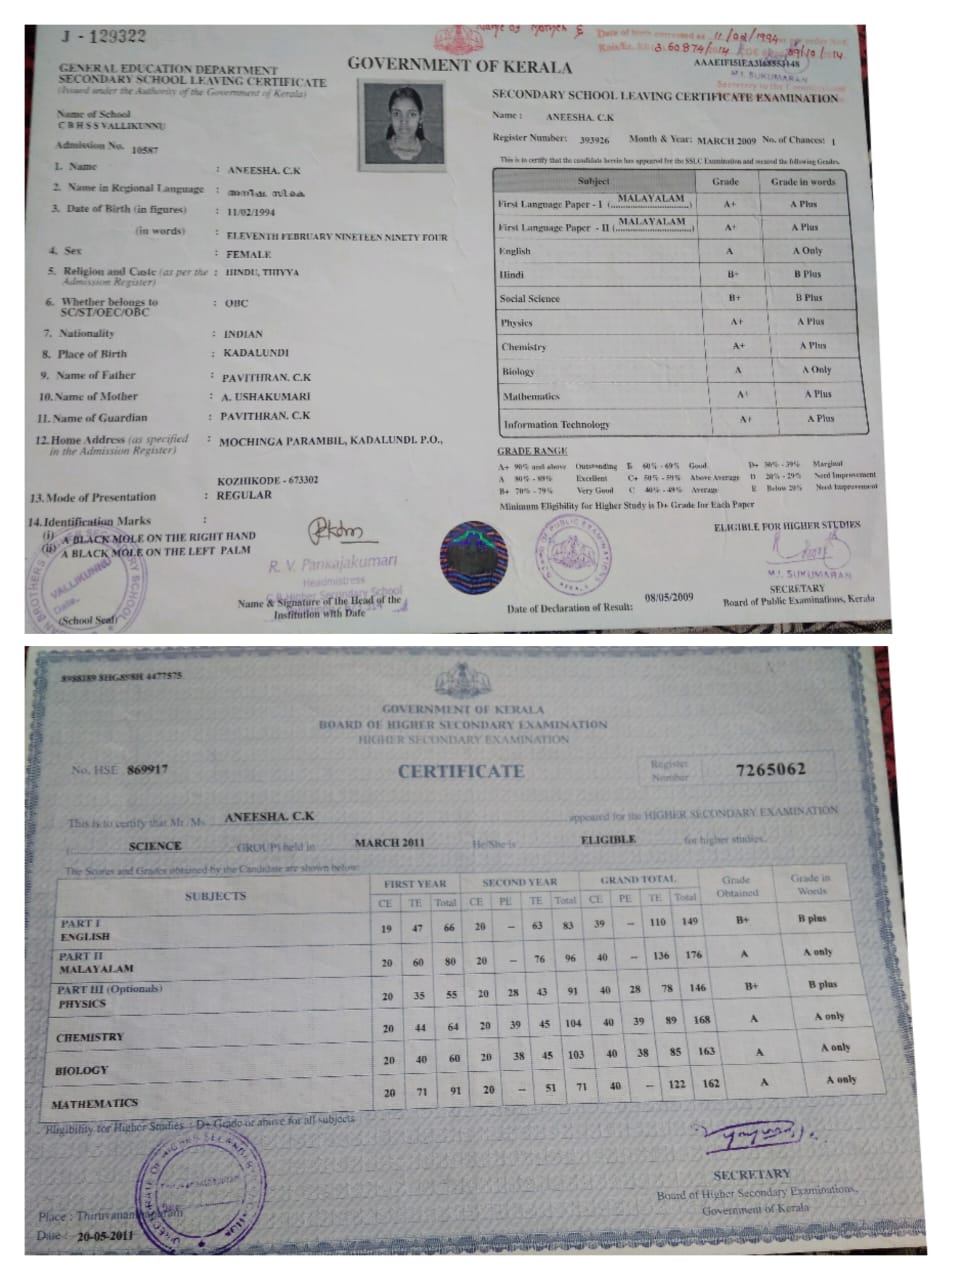 J - 129322
GENERAL EDUCATION DEPARTMENT
SECONDARY SCHOOL LEAVING CERTIFICATE
(Issued under the Authority of the Government of Kerala)
Name of School
C B H S S VALLIKUNNU
Admission No. 10587
1. Name : ANEESHA. C.K
2. Name in Regional Language :
3. Date of Birth (in figures) : 11/02/1994
(in words) : ELEVENTH FEBRUARY NINETEEN NINETY FOUR
4. Sex : FEMALE
5. Religion and Caste (as per the Admission Register) : HINDU, THIYYA
6. Whether belongs to SC/ST/OEC/OBC : OBC
7. Nationality : INDIAN
8. Place of Birth : KADALUNDI
9. Name of Father : PAVITHRAN. C.K
10. Name of Mother : A. USHAKUMARI
11. Name of Guardian : PAVITHRAN. C.K
12. Home Address (as specified in the Admission Register) : MOCHINGA PARAMBIL, KADALUNDI. P.O.,
KOZHIKODE - 673302
13. Mode of Presentation : REGULAR
14. Identification Marks :
(i) A BLACK MOLE ON THE RIGHT HAND
(ii) A BLACK MOLE ON THE LEFT PALM
R. V. Pankajakumari
Headmistress
Name & Signature of the Head of the
Institution with Date
VALLIKUNNU
Date
(School Seal)
GOVERNMENT OF KERALA
Name of
Date of birth corrected as 11/02/1994
M.I. SUKUMARAN
SECONDARY SCHOOL LEAVING CERTIFICATE EXAMINATION
Name : ANEESHA. C.K
Register Number: 393926 Month & Year: MARCH 2009 No. of Chances: 1
This is to certify that the candidate herein has appeared for the SSLC Examination and secured the following Grades.
Subject Grade Grade in words
First Language Paper - I (MALAYALAM) A+ A Plus
First Language Paper - II (MALAYALAM) A+ A Plus
English A A Only
Hindi B+ B Plus
Social Science B+ B Plus
Physics A+ A Plus
Chemistry A+ A Plus
Biology A A Only
Mathematics A+ A Plus
Information Technology A+ A Plus
GRADE RANGE
A+ 90% and above Outstanding B 60% - 69% Good D+ 30% - 39% Marginal
A 80% - 89% Excellent C+ 50% - 59% Above Average D 20% - 29% Need Improvement
B+ 70% - 79% Very Good C 40% - 49% Average E Below 20% Need Improvement
Minimum Eligibility for Higher Study is D+ Grade for Each Paper
ELIGIBLE FOR HIGHER STUDIES
M.I. SUKUMARAN
SECRETARY
Date of Declaration of Result: 08/05/2009
Board of Public Examinations, Kerala
8988189 8HG898H 4477575
GOVERNMENT OF KERALA
BOARD OF HIGHER SECONDARY EXAMINATION
HIGHER SECONDARY EXAMINATION
No. HSE 869917
CERTIFICATE
Register Number 7265062
This is to certify that Mr/Ms. ANEESHA. C.K appeared for the HIGHER SECONDARY EXAMINATION
( SCIENCE GROUP) held in MARCH 2011 He/She is ELIGIBLE for higher studies.
The Scores and Grades obtained by the Candidate are shown below:
SUBJECTS FIRST YEAR SECOND YEAR GRAND TOTAL Grade Obtained Grade in Words
CE TE Total CE PE TE Total CE PE TE Total
PART I
ENGLISH 19 47 66 20 – 63 83 39 – 110 149 B+ B plus
PART II
MALAYALAM 20 60 80 20 – 76 96 40 – 136 176 A A only
PART III (Optionals)
PHYSICS 20 35 55 20 28 43 91 40 28 78 146 B+ B plus
CHEMISTRY 20 44 64 20 39 45 104 40 39 89 168 A A only
BIOLOGY 20 40 60 20 38 45 103 40 38 85 163 A A only
MATHEMATICS 20 71 91 20 – 51 71 40 – 122 162 A A only
Eligibility for Higher Studies : D+ Grade or above for all subjects
SECRETARY
Board of Higher Secondary Examinations,
Government of Kerala
Place : Thiruvananthapuram
Date : 20-05-2011